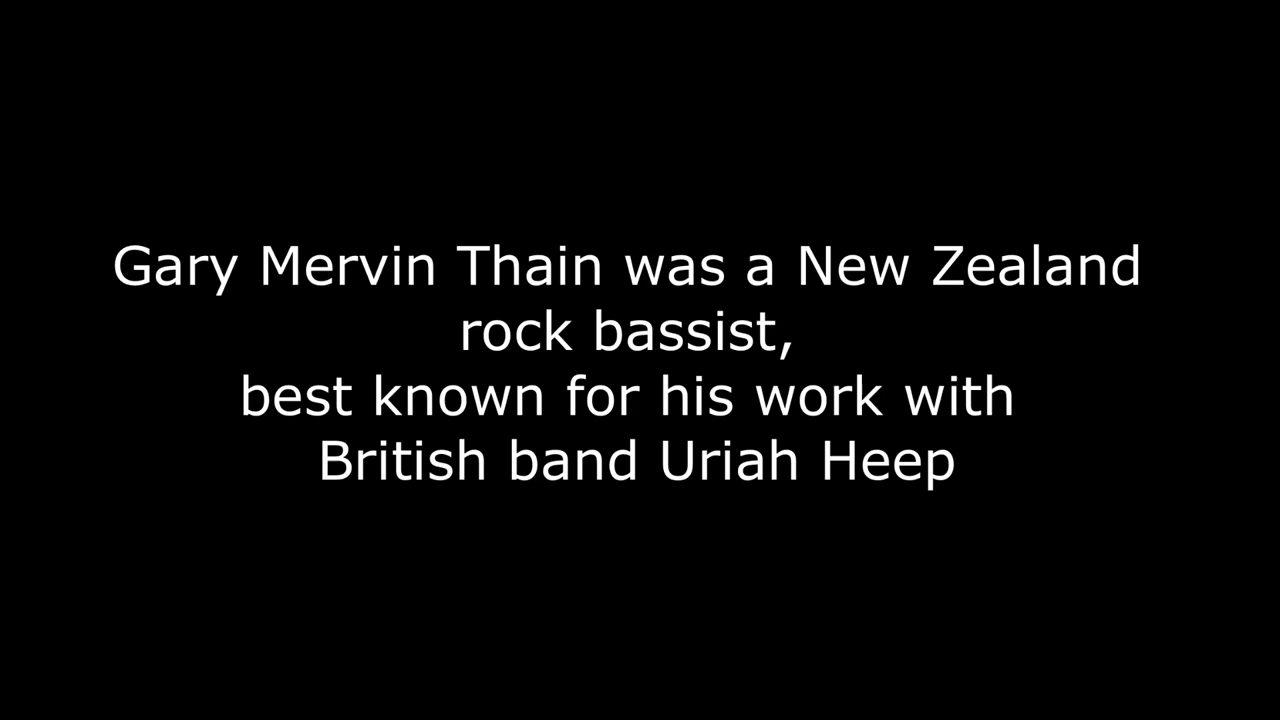 Gary Mervin Thain was a New Zealand
rock bassist,
best known for his work with
British band Uriah Heep